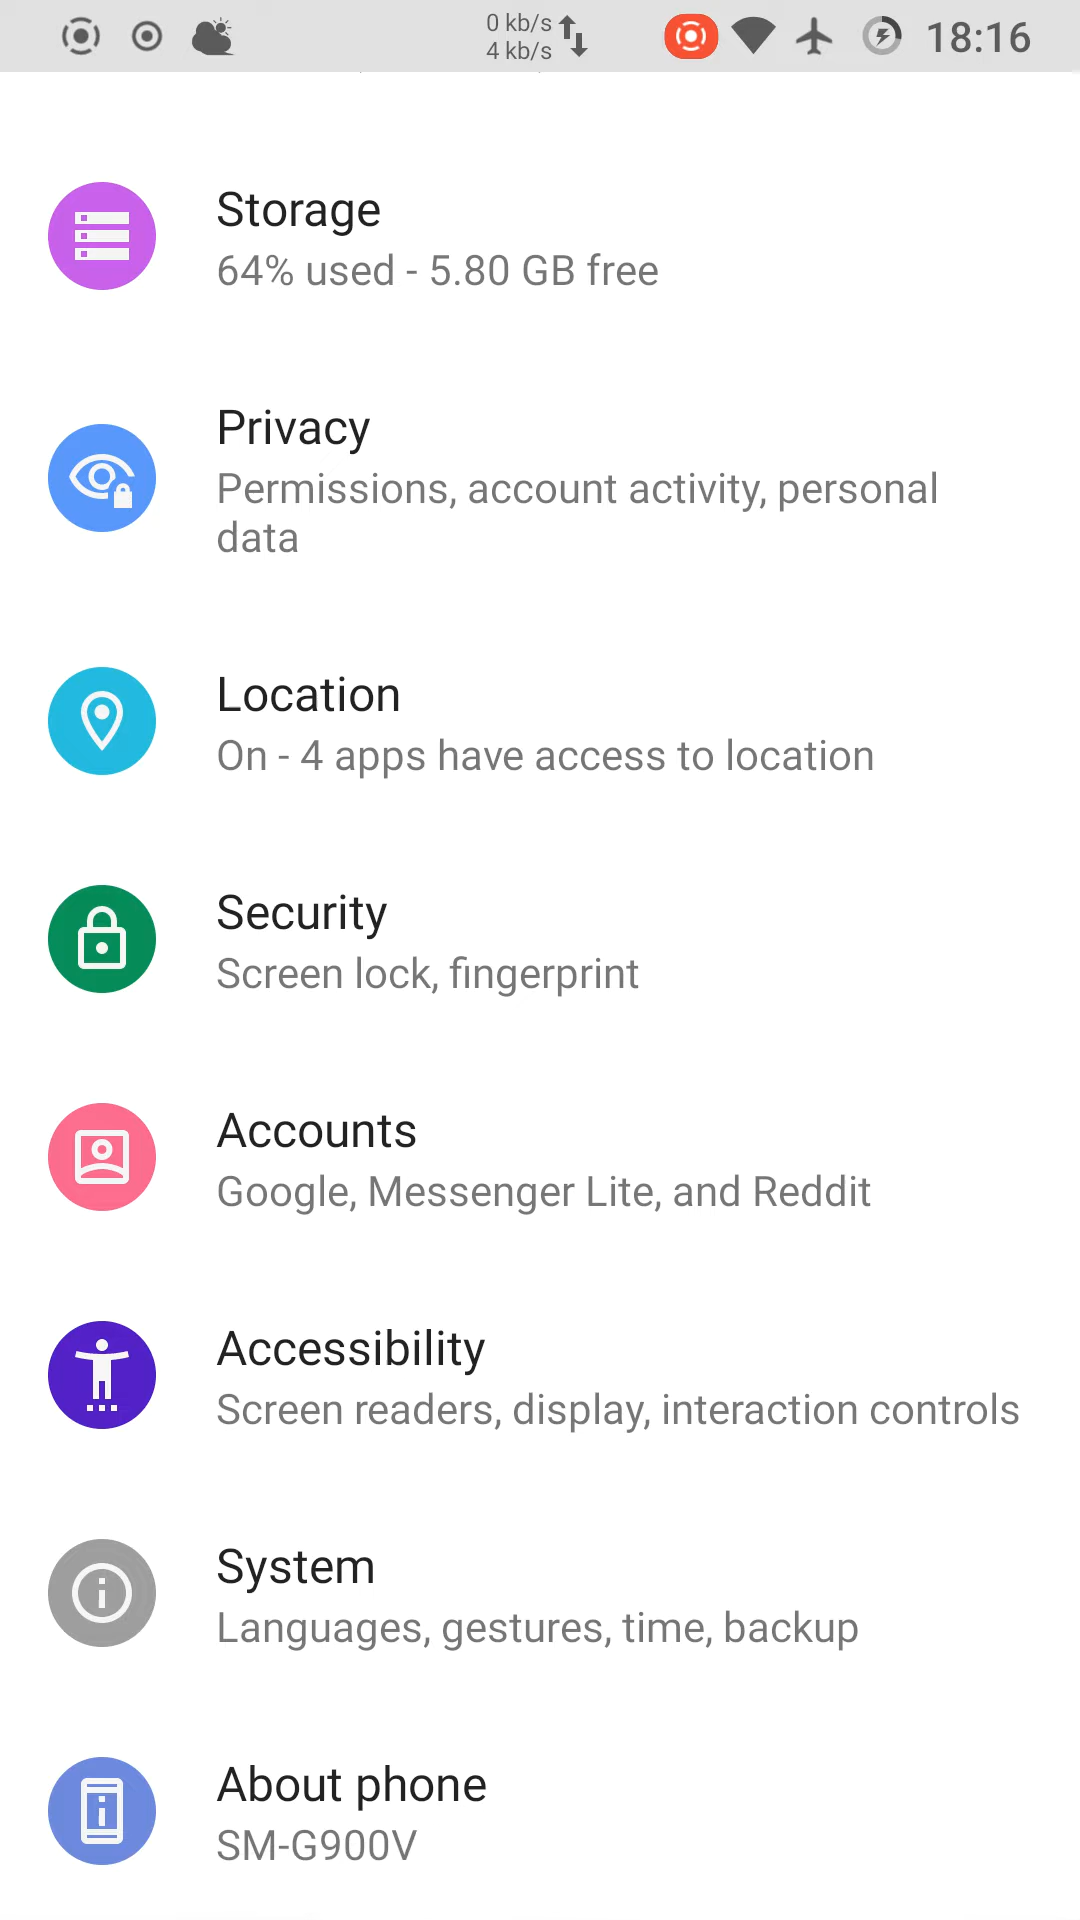 0 kb/s
4 kb/s
18:16
Storage
64% used - 5.80 GB free
Privacy
Permissions, account activity, personal
data
Location
On - 4 apps have access to location
Security
Screen lock, fingerprint
Accounts
Google, Messenger Lite, and Reddit
Accessibility
Screen readers, display, interaction controls
System
Languages, gestures, time, backup
About phone
SM-G900V